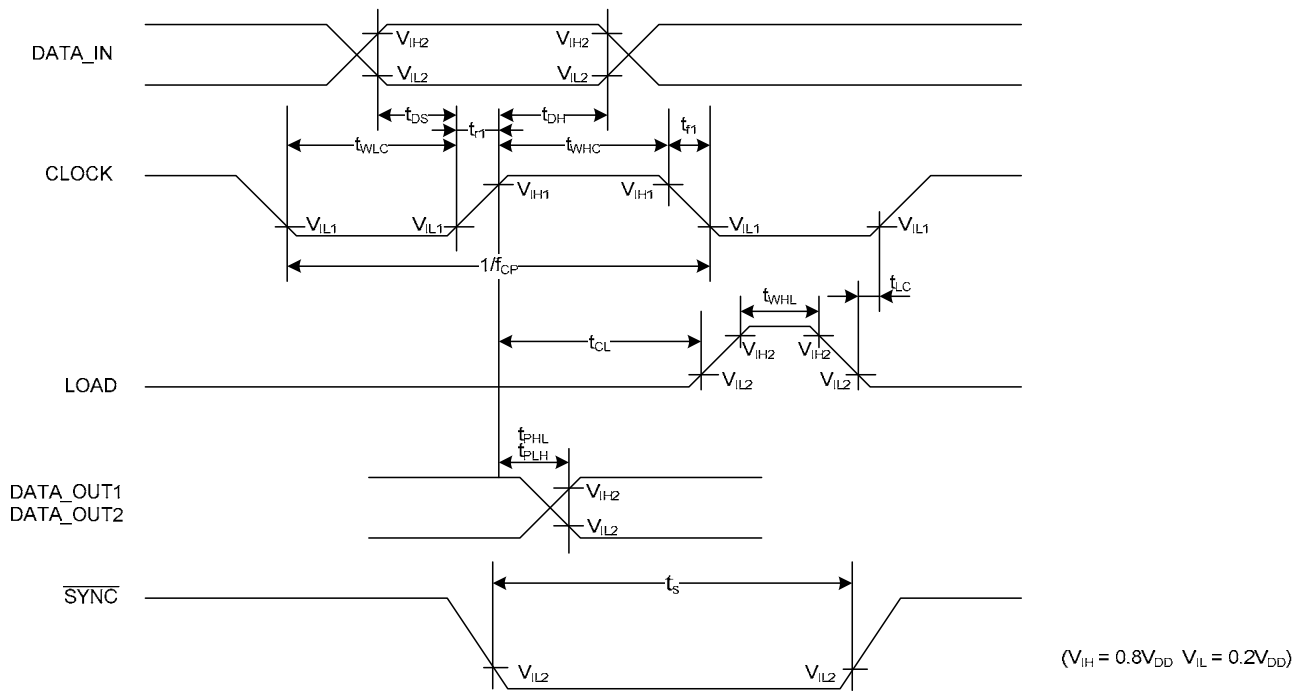 DATA_IN
VIH2 VIH2
VIL2 VIL2
tDS tr1 tDH tf1
tWLC tWHC
CLOCK
VIH1 VIH1
VIL1 VIL1 VIL1 VIL1
1/fCP
tLC
tWHL
tCL
VIH2 VIH2
LOAD
VIL2 VIL2
tPHL
tPLH
DATA_OUT1
DATA_OUT2
VIH2
VIL2
SYNC
ts
VIL2 VIL2
(VIH = 0.8VDD VIL = 0.2VDD)